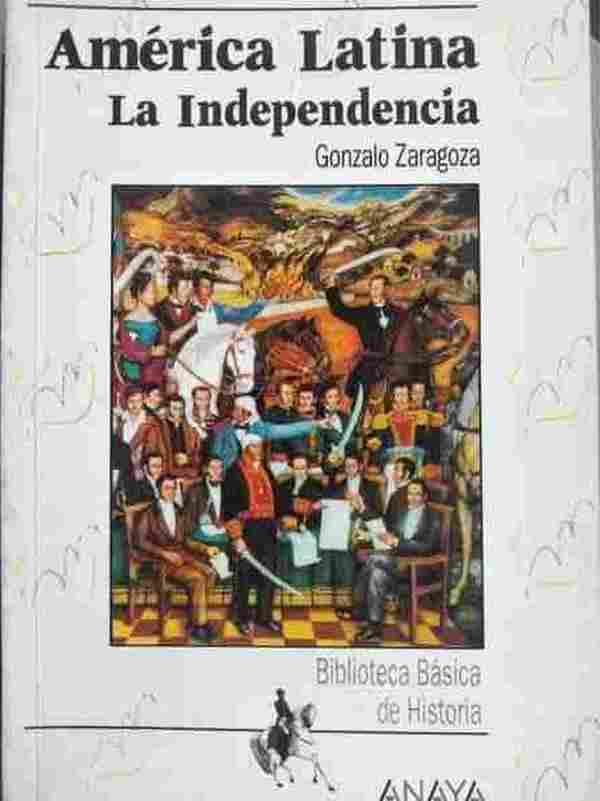 América Latina
La Independencia
Gonzalo Zaragoza
Biblioteca Básica
de Historia
ANAYA